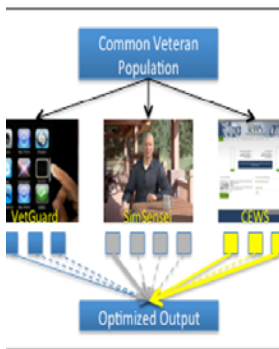 Common Veteran
Population
VetGuard
SimSensei
CEWS
Optimized Output